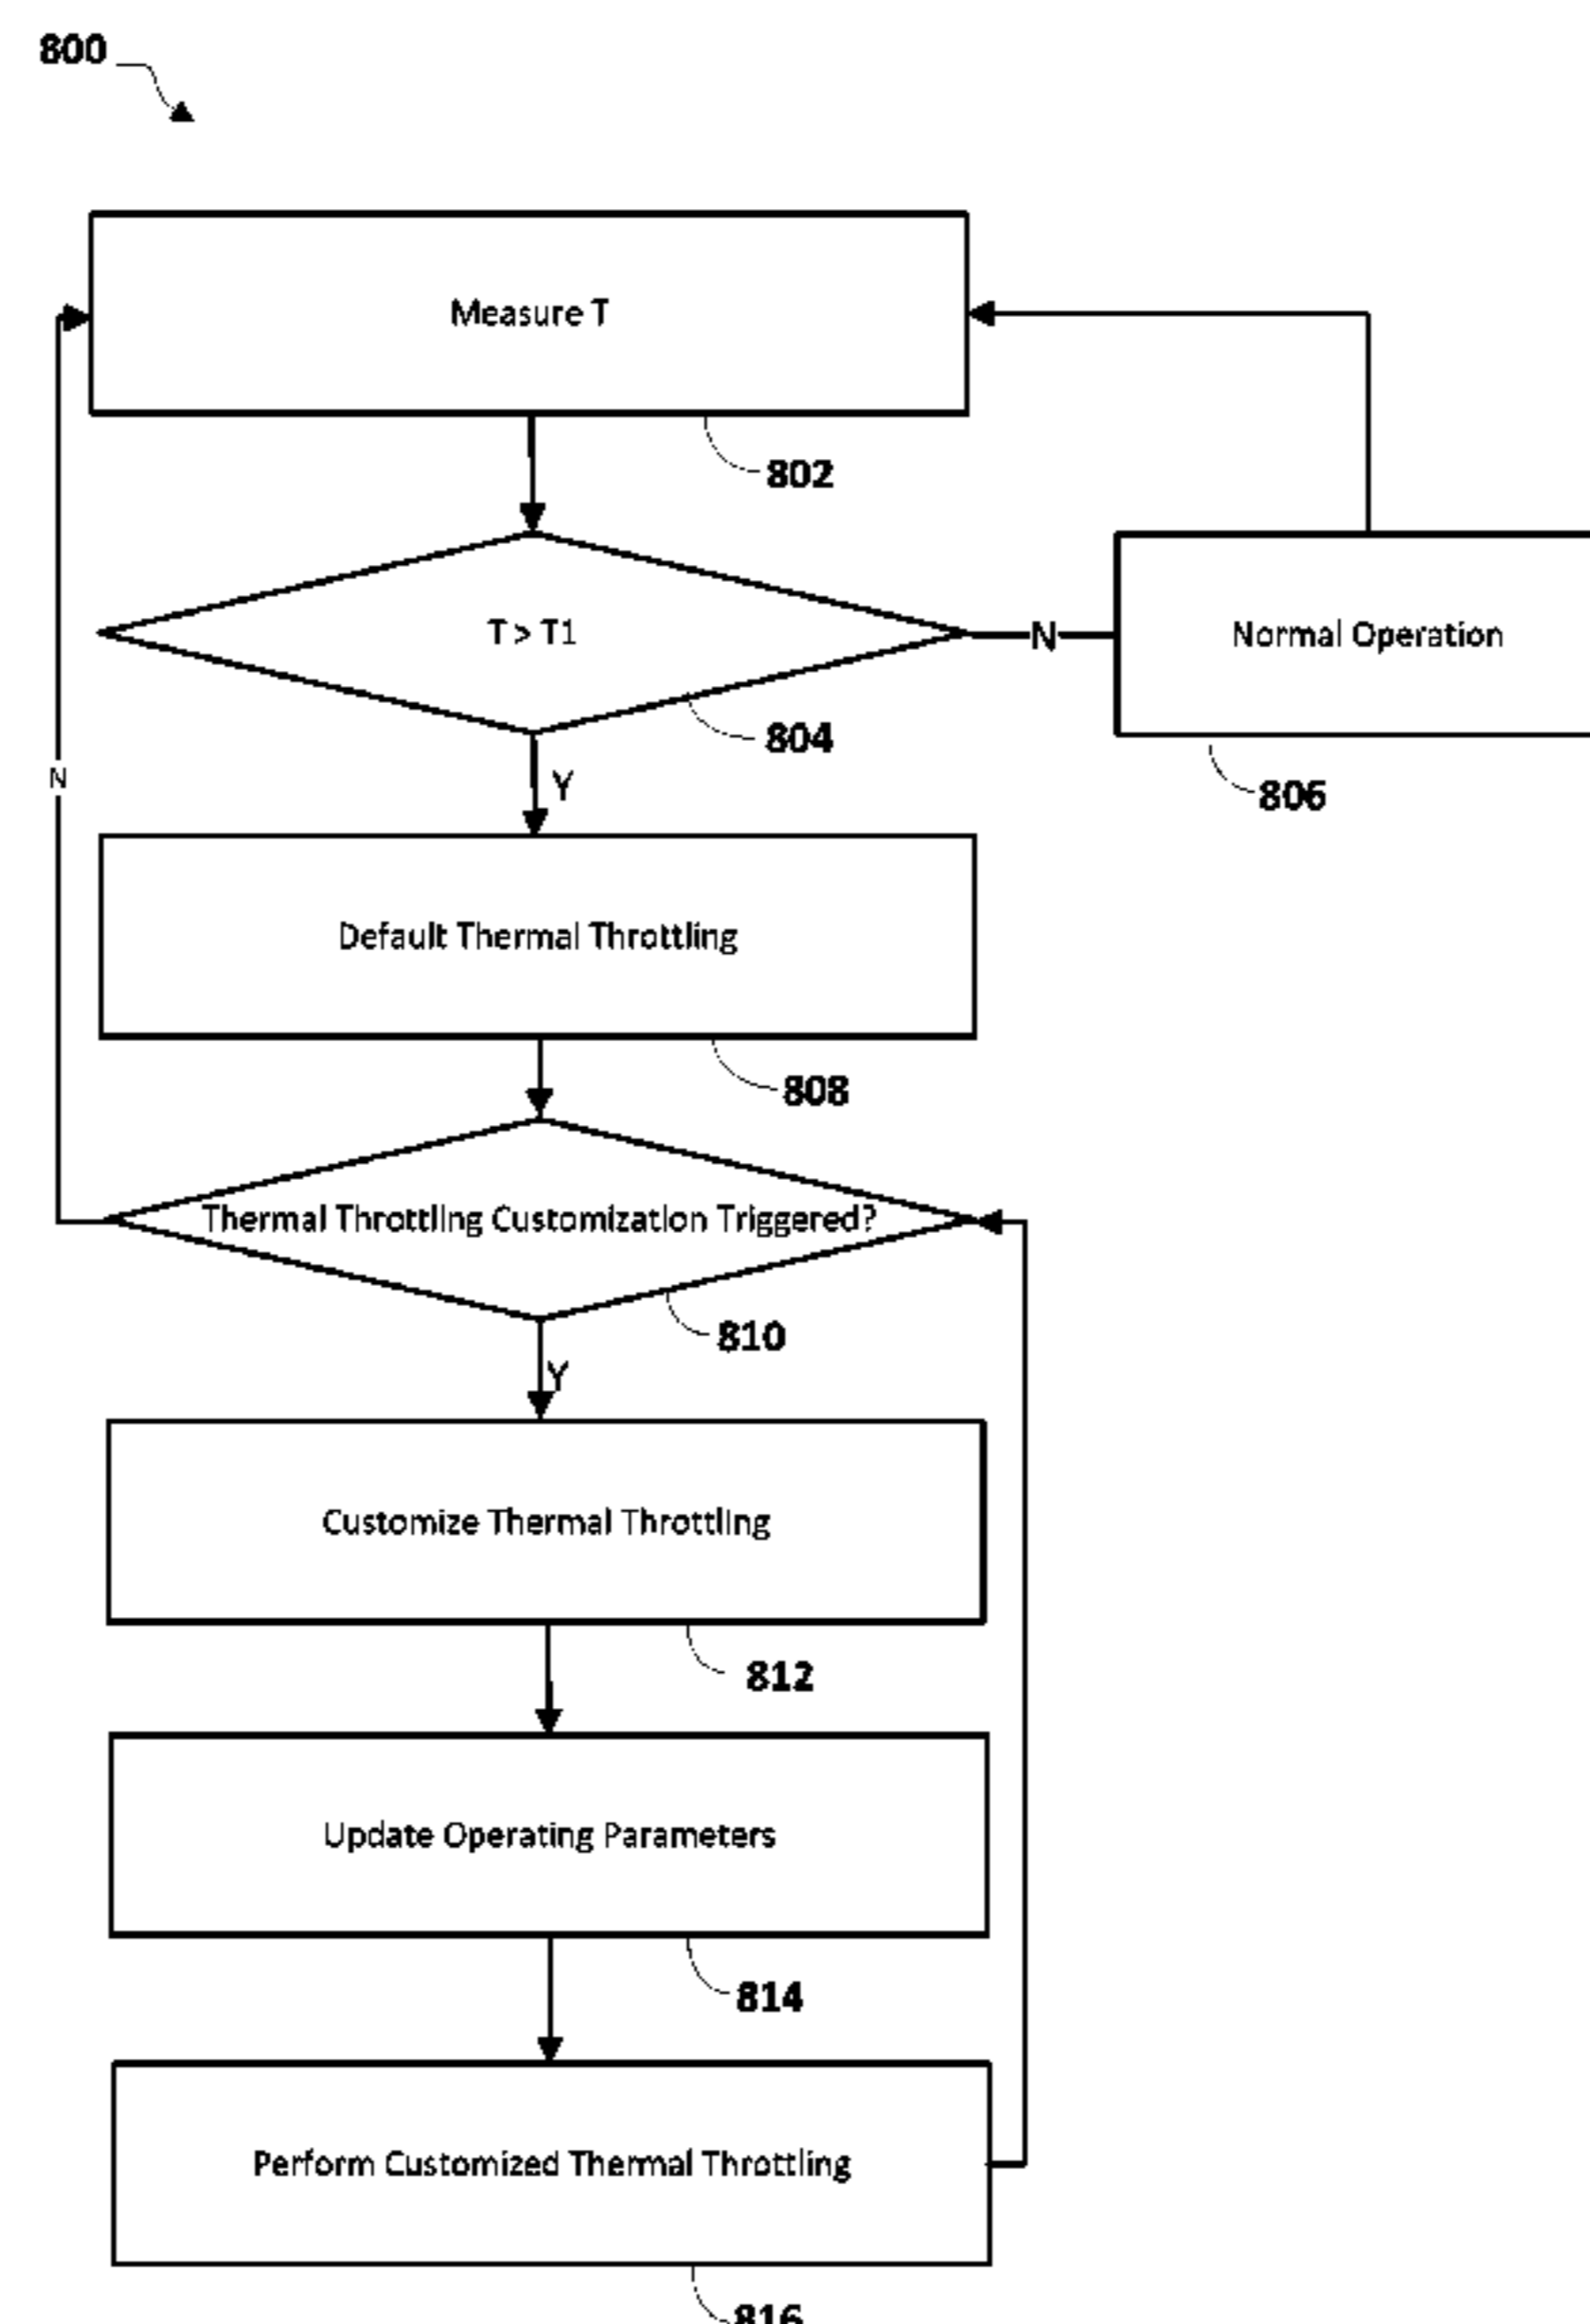 800
Measure T
802
T > T1
N
Normal Operation
804
806
Y
N
Default Thermal Throttling
808
Thermal Throttling Customization Triggered?
810
Y
Customize Thermal Throttling
812
Update Operating Parameters
814
Perform Customized Thermal Throttling
816